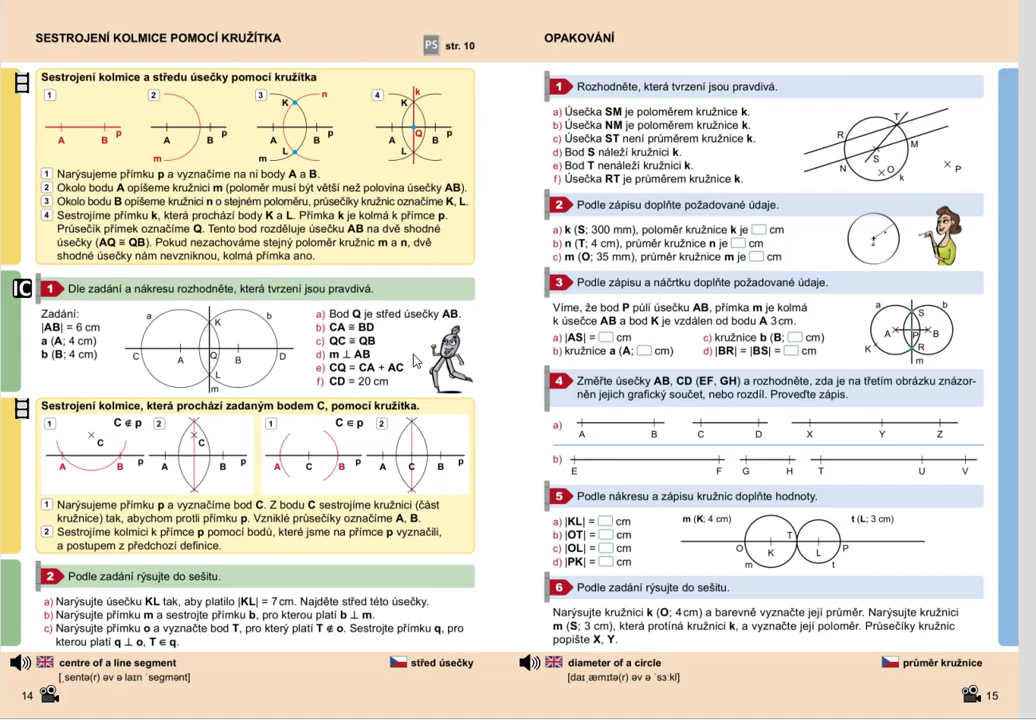 SESTROJENÍ KOLMICE POMOCÍ KRUŽÍTKA
PS str. 10
Sestrojení kolmice a středu úsečky pomocí kružítka
1
A B p
2
A B p
m
3
K n
A B p
L
m
4
k
K
Q
A B p
L
1 Narýsujeme přímku p a vyznačíme na ní body A a B.
2 Okolo bodu A opíšeme kružnici m (poloměr musí být větší než polovina úsečky AB).
3 Okolo bodu B opíšeme kružnici n o stejném poloměru, průsečíky kružnic označíme K, L.
4 Sestrojíme přímku k, která prochází body K a L. Přímka k je kolmá k přímce p.
Průsečík přímek označíme Q. Tento bod rozděluje úsečku AB na dvě shodné
úsečky (AQ ≅ QB). Pokud nezachováme stejný poloměr kružnic m a n, dvě
shodné úsečky nám nevzniknou, kolmá přímka ano.
IC
1 Dle zadání a nákresu rozhodněte, která tvrzení jsou pravdivá.
Zadání:
|AB| = 6 cm
a (A; 4 cm)
b (B; 4 cm)
a b
K
C A Q B D
L
m
a) Bod Q je střed úsečky AB.
b) CA ≅ BD
c) QC ≅ QB
d) m ⊥ AB
e) CQ = CA + AC
f) CD = 20 cm
Sestrojení kolmice, která prochází zadaným bodem C, pomocí kružítka.
1 C ∉ p
C
A B p
2
C
A B p
1 C ∈ p
A C B p
2
A C B p
1 Narýsujeme přímku p a vyznačíme bod C. Z bodu C sestrojíme kružnici (část
kružnice) tak, abychom protli přímku p. Vzniklé průsečíky označíme A, B.
2 Sestrojíme kolmici k přímce p pomocí bodů, které jsme na přímce p vyznačili,
a postupem z předchozí definice.
2 Podle zadání rýsujte do sešitu.
a) Narýsujte úsečku KL tak, aby platilo |KL| = 7 cm. Najděte střed této úsečky.
b) Narýsujte přímku m a sestrojte přímku b, pro kterou platí b ⊥ m.
c) Narýsujte přímku o a vyznačte bod T, pro který platí T ∉ o. Sestrojte přímku q, pro
kterou platí q ⊥ o, T ∈ q.
centre of a line segment
[ˌsentə(r) əv ə laɪn ˈsegmənt]
střed úsečky
14
OPAKOVÁNÍ
1 Rozhodněte, která tvrzení jsou pravdivá.
a) Úsečka SM je poloměrem kružnice k.
b) Úsečka NM je poloměrem kružnice k.
c) Úsečka ST není průměrem kružnice k.
d) Bod S náleží kružnici k.
e) Bod T nenáleží kružnici k.
f) Úsečka RT je průměrem kružnice k.
T
R
M
S
N O P
k
2 Podle zápisu doplňte požadované údaje.
a) k (S; 300 mm), poloměr kružnice k je cm
b) n (T; 4 cm), průměr kružnice n je cm
c) m (O; 35 mm), průměr kružnice m je cm
3 Podle zápisu a náčrtku doplňte požadované údaje.
Víme, že bod P půlí úsečku AB, přímka m je kolmá
k úsečce AB a bod K je vzdálen od bodu A 3 cm.
a) |AS| = cm c) kružnice b (B; cm)
b) kružnice a (A; cm) d) |BR| = |BS| = cm
a b
S
A P B
K R
m
4 Změřte úsečky AB, CD (EF, GH) a rozhodněte, zda je na třetím obrázku znázor-
něn jejich grafický součet, nebo rozdíl. Proveďte zápis.
a)
A B C D X Y Z
b)
E F G H T U V
5 Podle nákresu a zápisu kružnic doplňte hodnoty.
a) |KL| = cm
b) |OT| = cm
c) |OL| = cm
d) |PK| = cm
m (K; 4 cm) t (L; 3 cm)
T
O K L P
m t
6 Podle zadání rýsujte do sešitu.
Narýsujte kružnici k (O; 4 cm) a barevně vyznačte její průměr. Narýsujte kružnici
m (S; 3 cm), která protíná kružnici k, a vyznačte její poloměr. Průsečíky kružnic
popište X, Y.
diameter of a circle
[daɪˌæmɪtə(r) əv ə ˈsɜːkl]
průměr kružnice
15